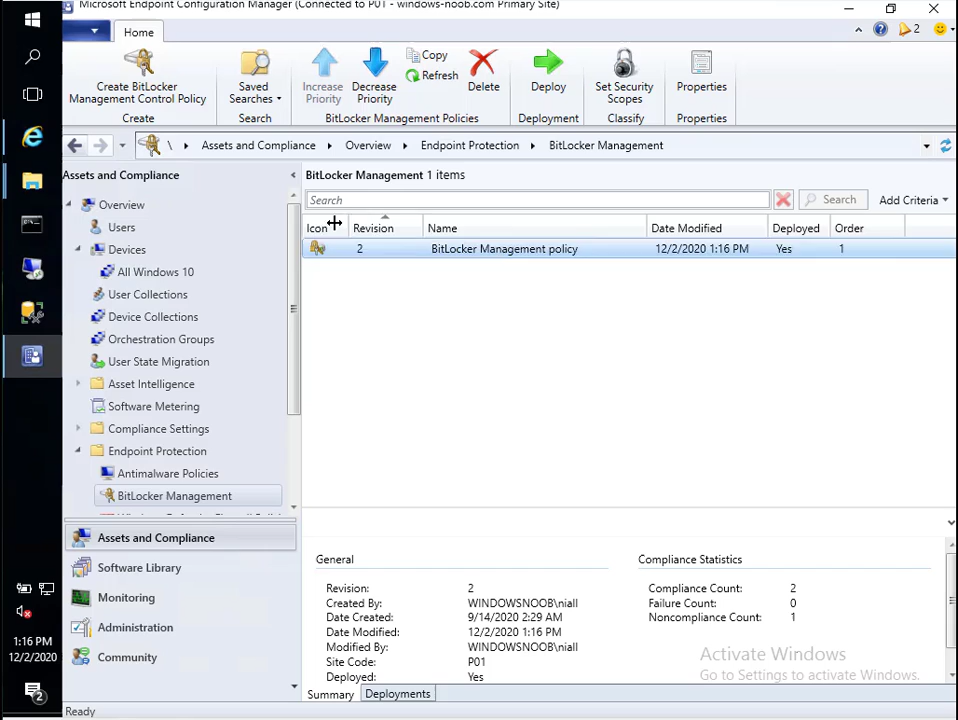 Microsoft Endpoint Configuration Manager (Connected to P01 - windows-noob.com Primary Site)
Home
2
Create BitLocker
Management Control Policy
Saved
Searches
Increase
Priority
Decrease
Priority
Copy
Refresh
Delete
Deploy
Set Security
Scopes
Properties
Create
Search
BitLocker Management Policies
Deployment
Classify
Properties
\ Assets and Compliance Overview Endpoint Protection BitLocker Management
Assets and Compliance
Overview
Users
Devices
All Windows 10
User Collections
Device Collections
Orchestration Groups
User State Migration
Asset Intelligence
Software Metering
Compliance Settings
Endpoint Protection
Antimalware Policies
BitLocker Management
Assets and Compliance
Software Library
Monitoring
Administration
Community
BitLocker Management 1 items
Search
Search
Add Criteria
Icon Revision Name Date Modified Deployed Order
2 BitLocker Management policy 12/2/2020 1:16 PM Yes 1
General
Revision: 2
Created By: WINDOWSNOOB\niall
Date Created: 9/14/2020 2:29 AM
Date Modified: 12/2/2020 1:16 PM
Modified By: WINDOWSNOOB\niall
Site Code: P01
Deployed: Yes
Compliance Statistics
Compliance Count: 2
Failure Count: 0
Noncompliance Count: 1
Activate Windows
Go to Settings to activate Windows.
Summary Deployments
Ready
1:16 PM
12/2/2020
2